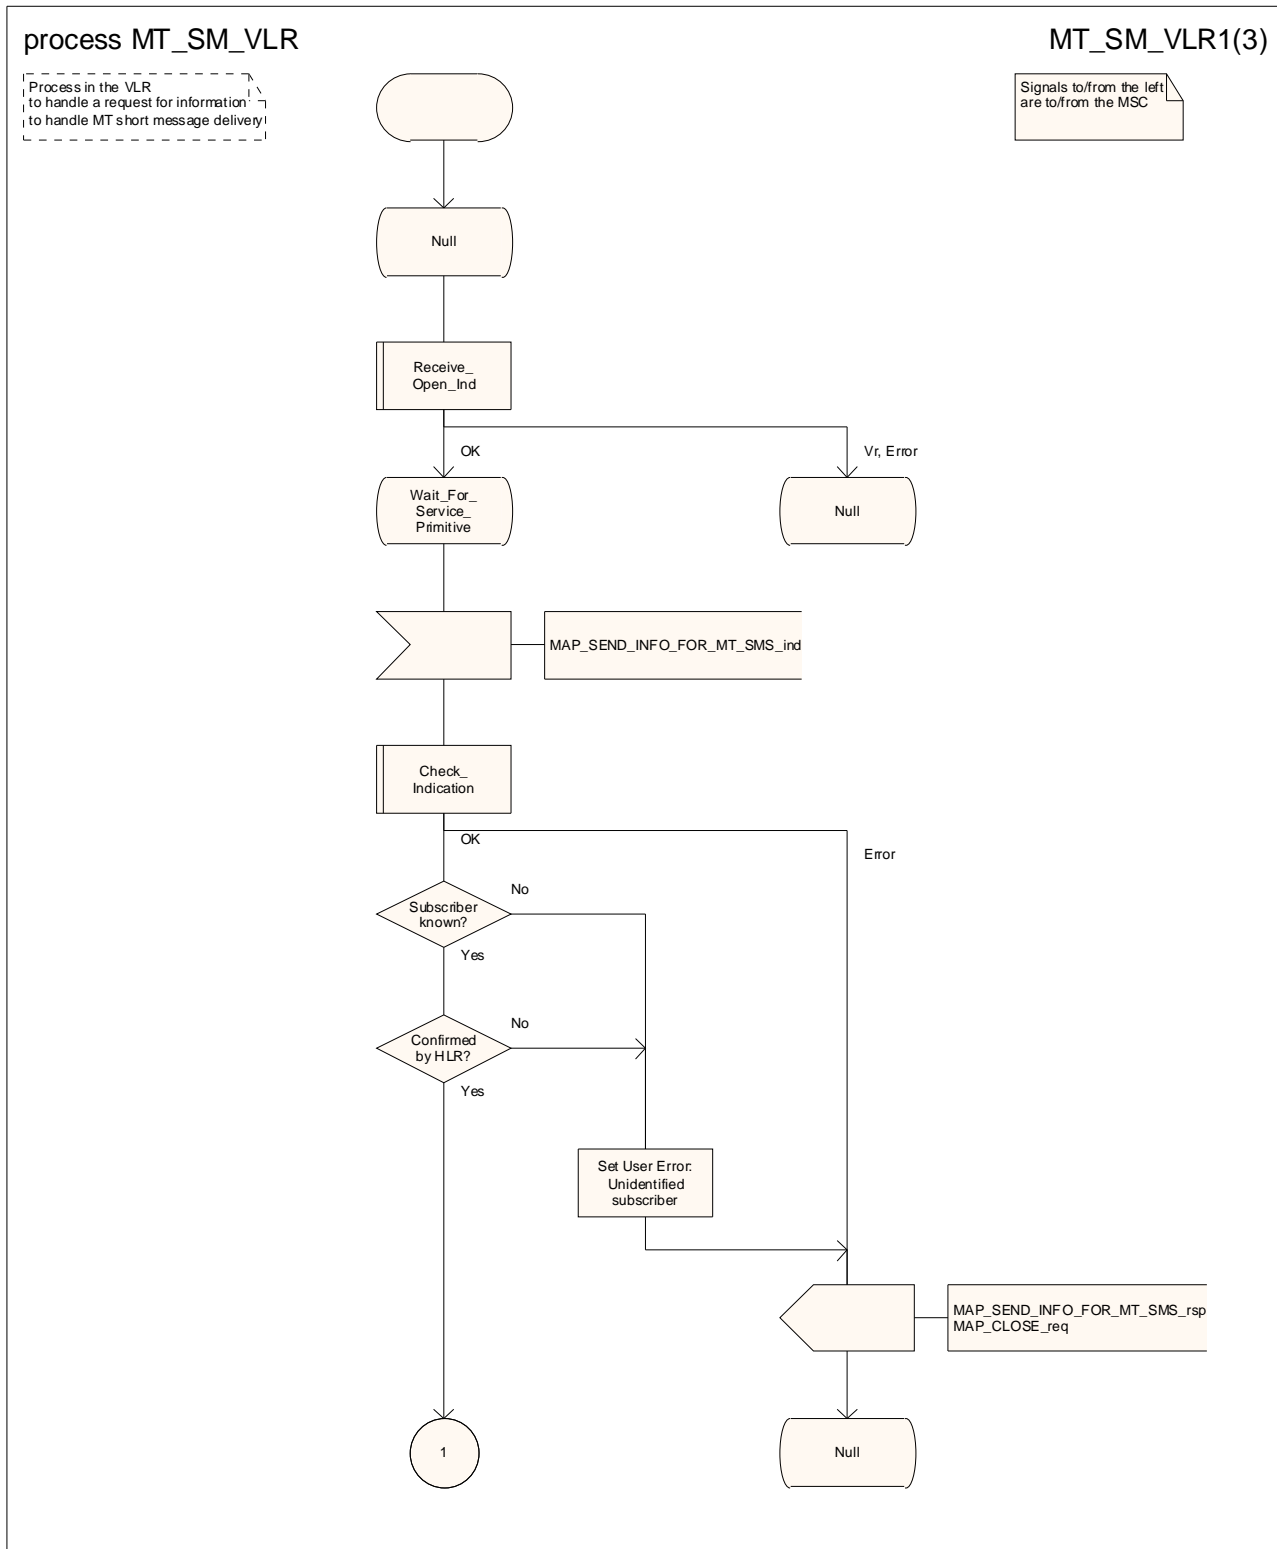 process MT_SM_VLR
MT_SM_VLR1(3)
Process in the VLR
to handle a request for information
to handle MT short message delivery
Signals to/from the left
are to/from the MSC
Null
Receive_
Open_Ind
OK
Vr, Error
Wait_For_
Service_
Primitive
Null
MAP_SEND_INFO_FOR_MT_SMS_ind
Check_
Indication
OK
Error
No
Subscriber
known?
Yes
No
Confirmed
by HLR?
Yes
Set User Error:
Unidentified
subscriber
MAP_SEND_INFO_FOR_MT_SMS_rsp
MAP_CLOSE_req
1
Null